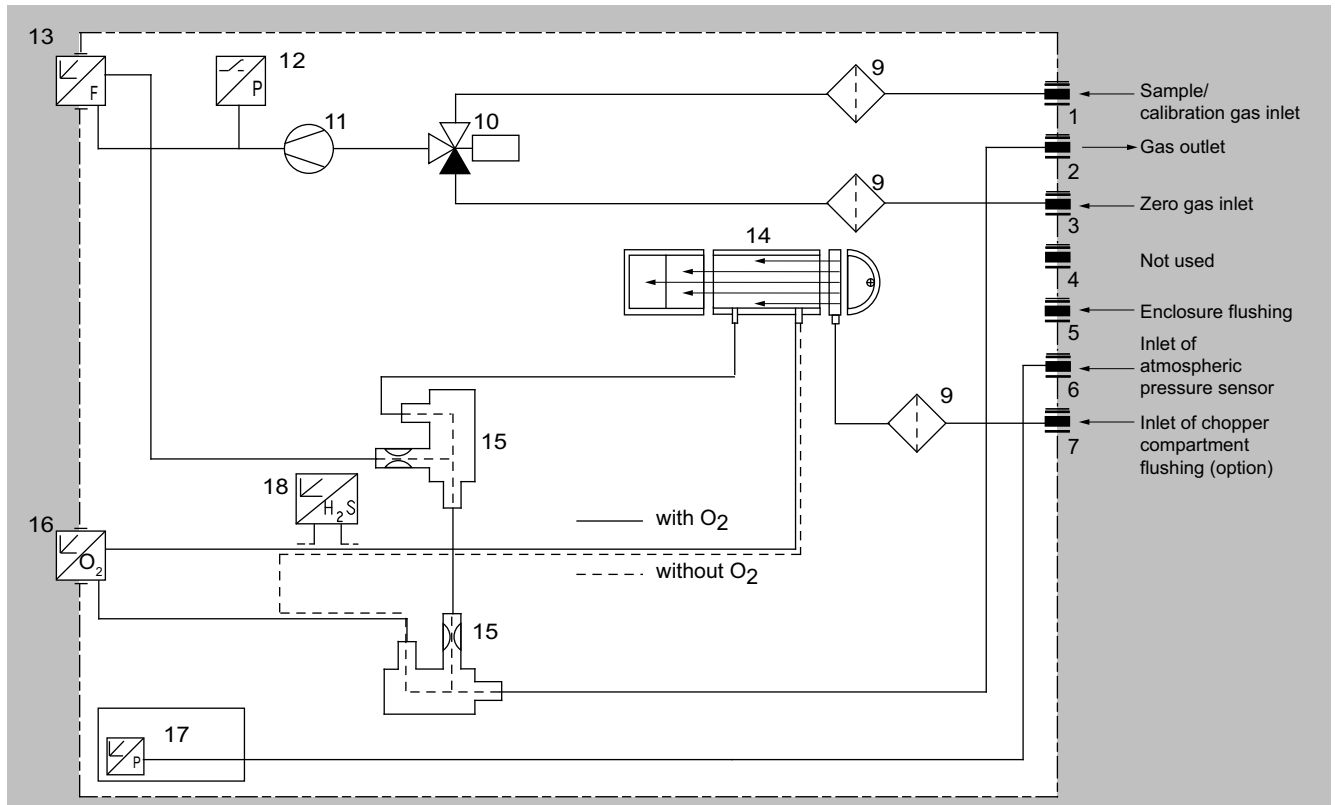 13
F
12
P
11
10
9
1
Sample/
calibration gas inlet
2
Gas outlet
9
3
Zero gas inlet
14
4
Not used
5
Enclosure flushing
6
Inlet of
atmospheric
pressure sensor
9
7
Inlet of chopper
compartment
flushing (option)
15
18
H2S
with O2
16
O2
without O2
15
17
P